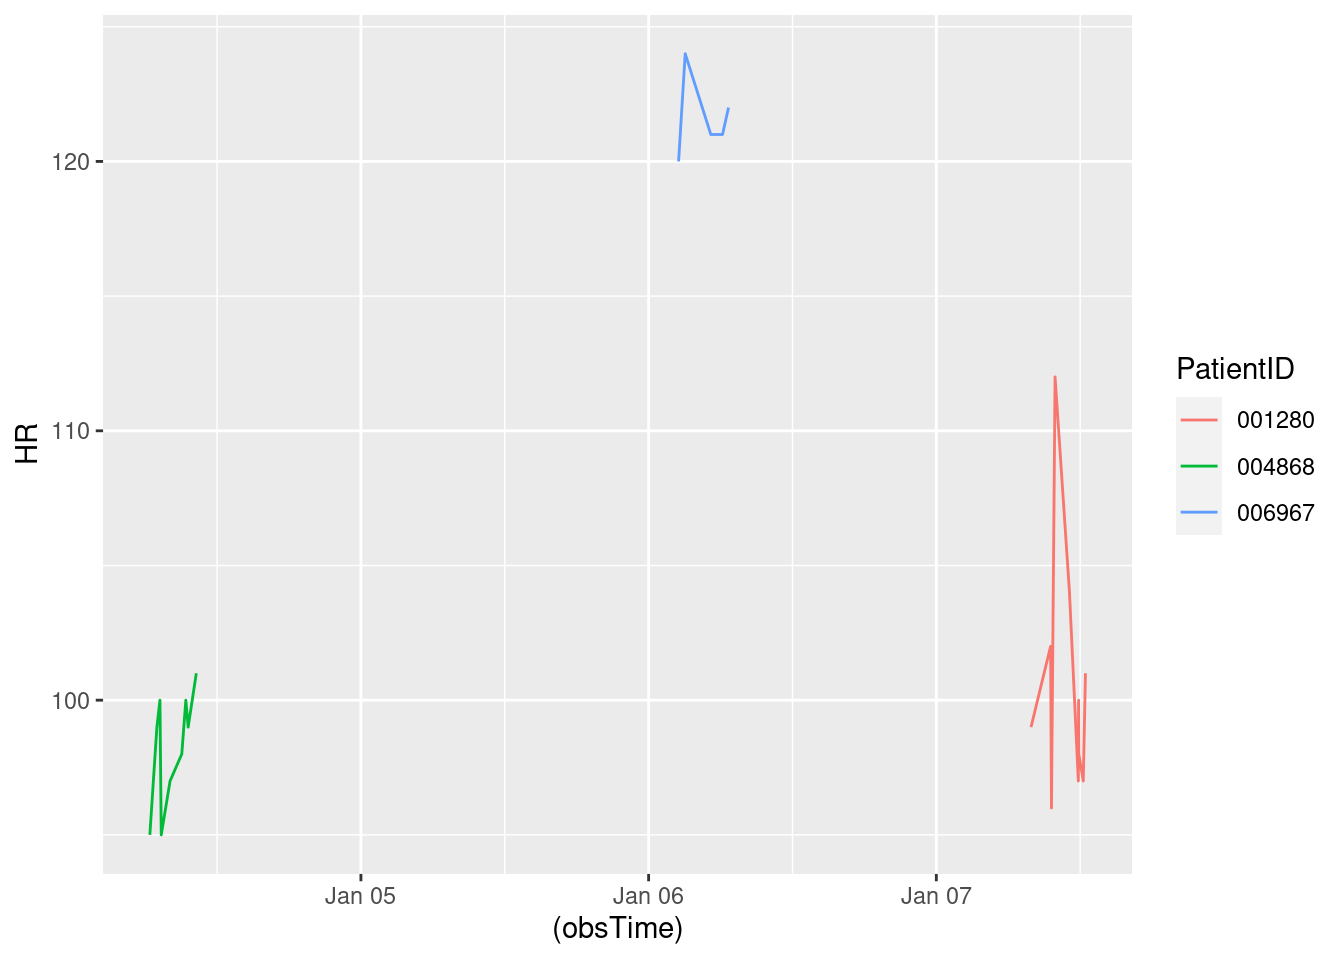 120
110
100
HR
Jan 05
Jan 06
Jan 07
(obsTime)
PatientID
001280
004868
006967